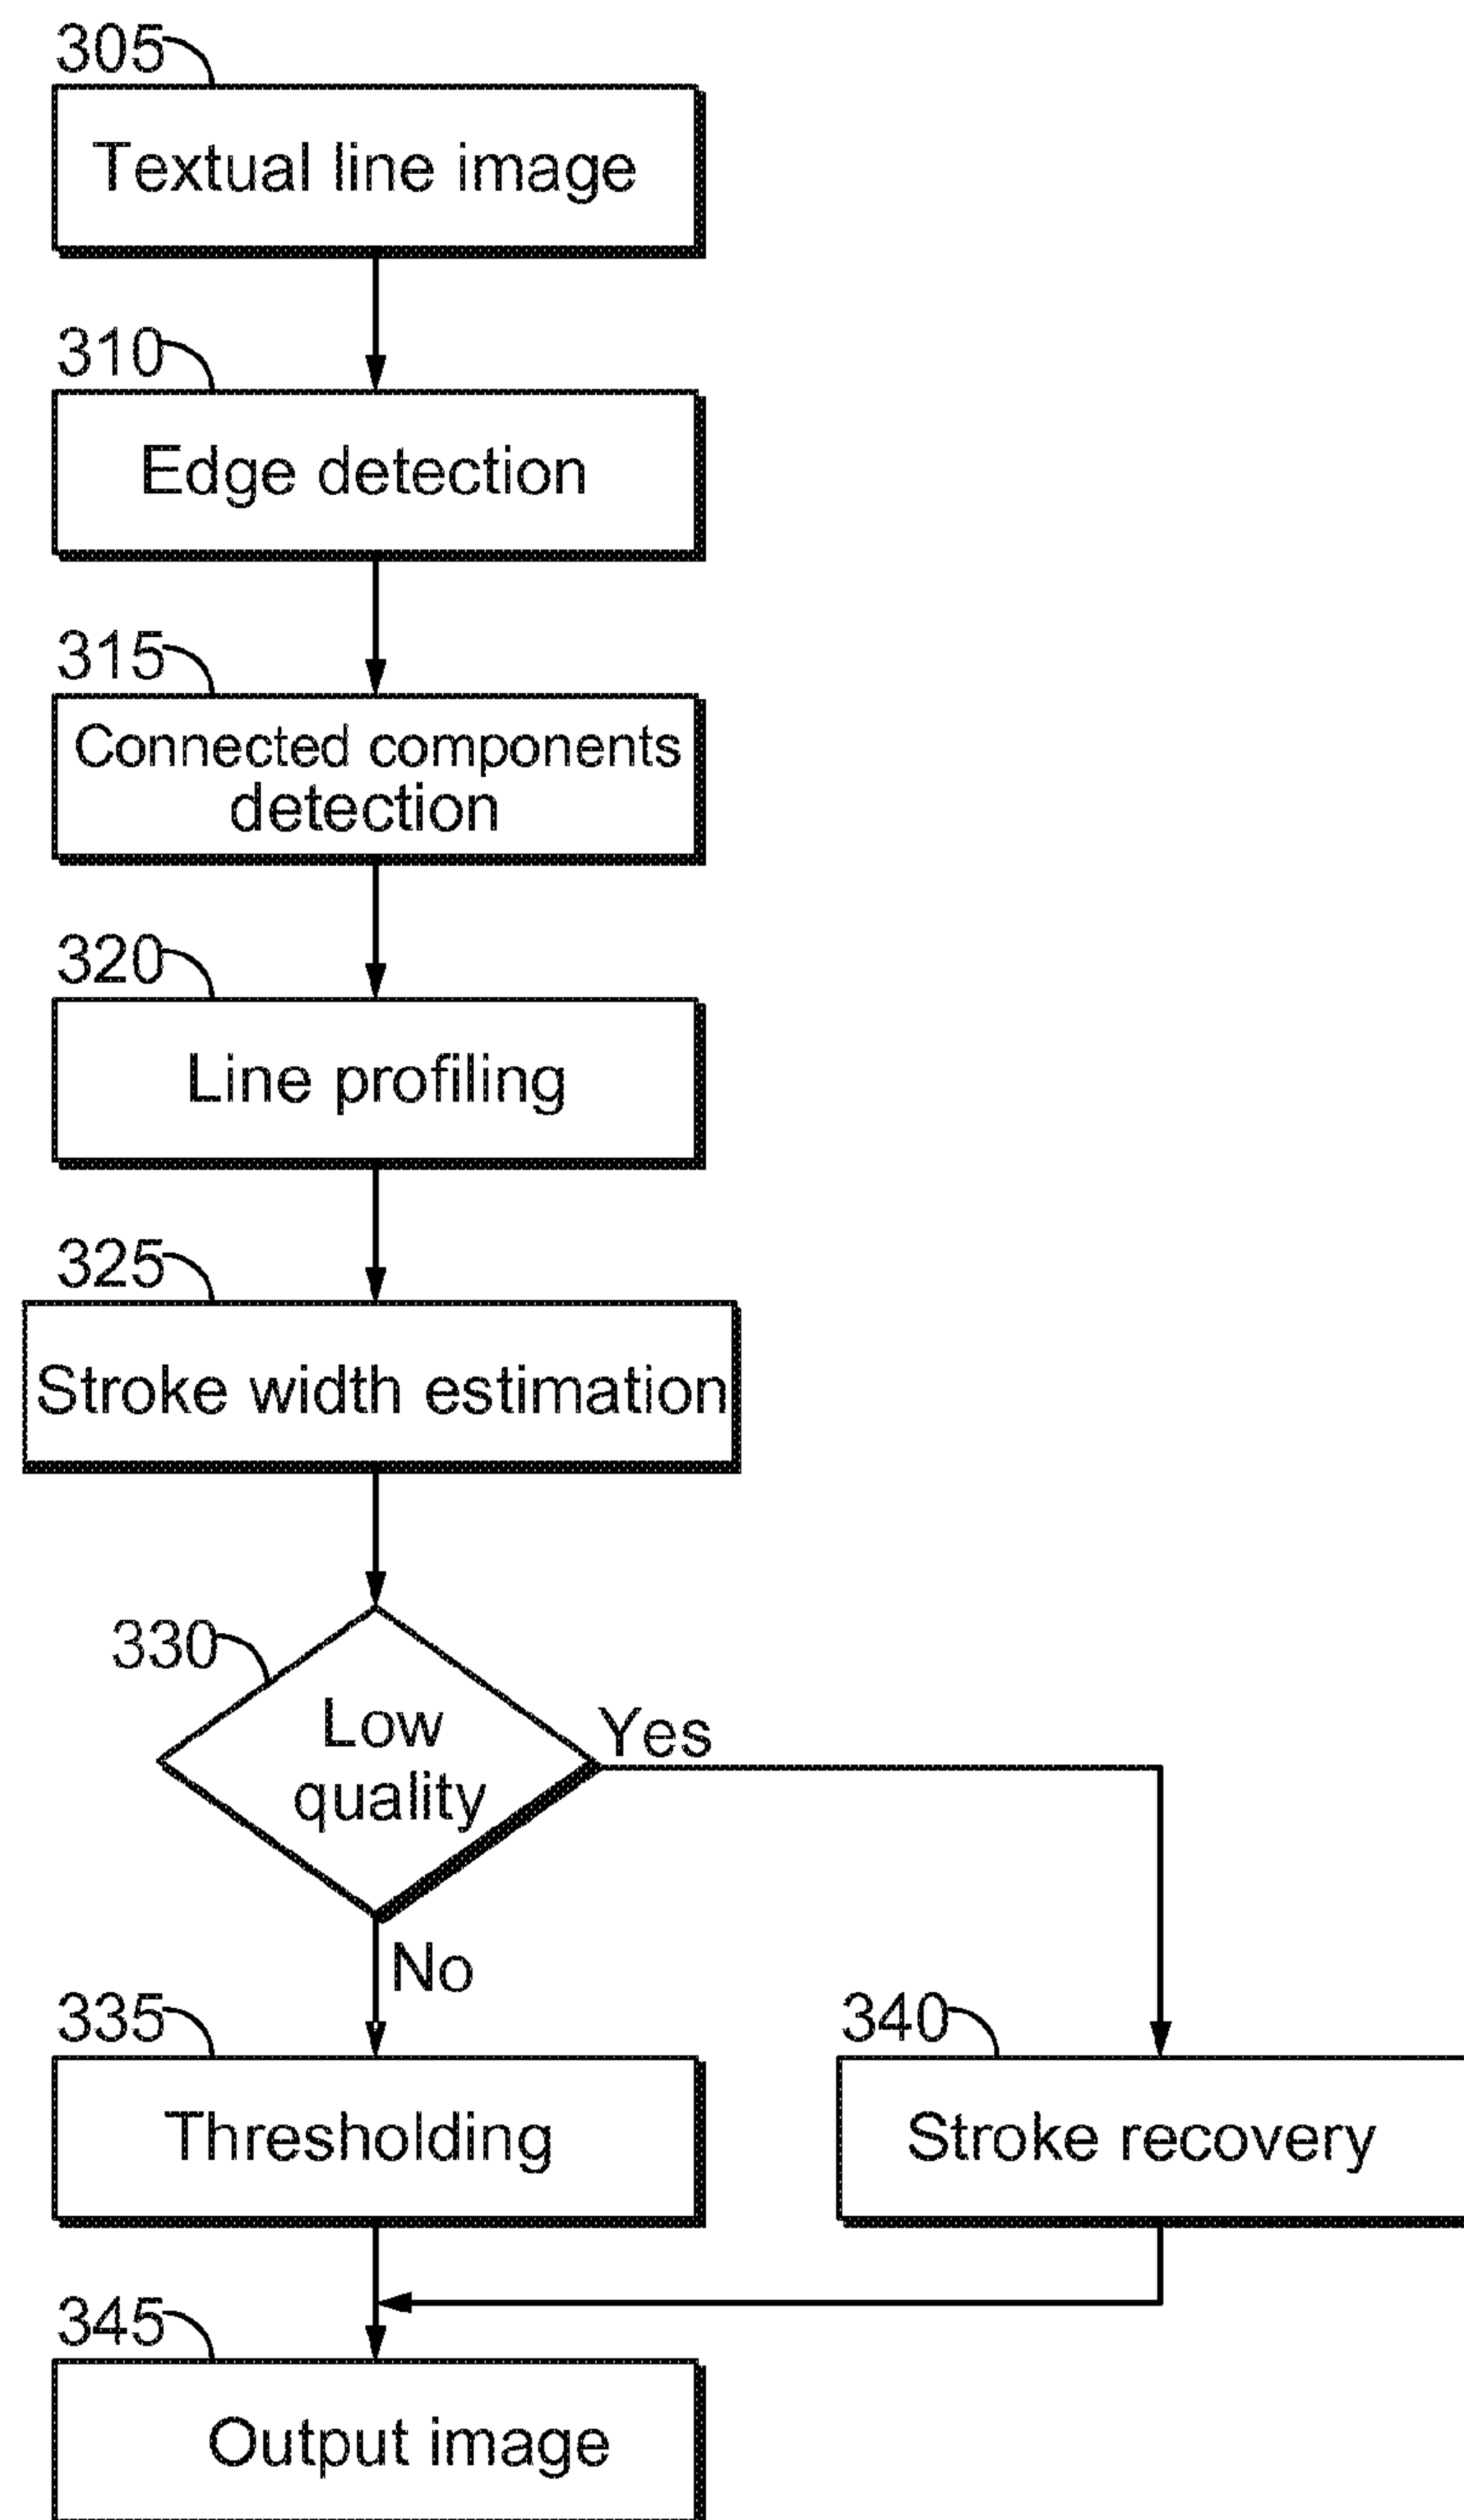 305
Textual line image
310
Edge detection
315
Connected components
detection
320
Line profiling
325
Stroke width estimation
330
Low
quality
Yes
No
335
Thresholding
340
Stroke recovery
345
Output image